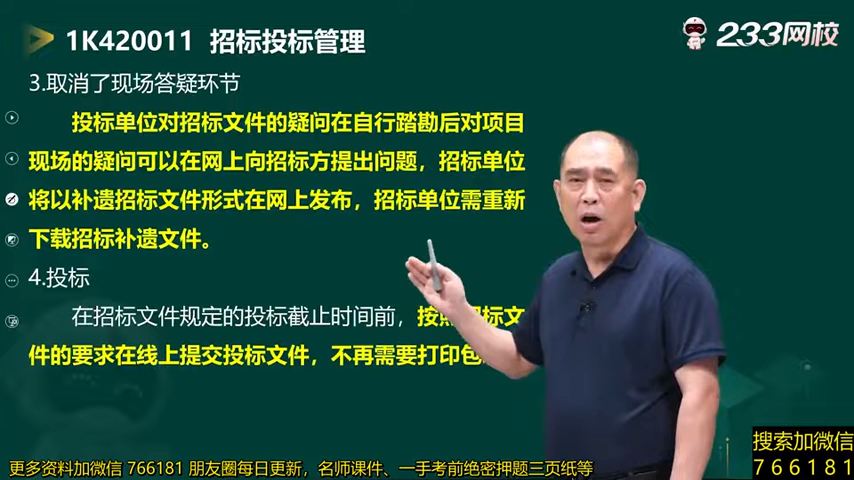 1K420011 招标投标管理
233网校
3.取消了现场答疑环节
投标单位对招标文件的疑问在自行踏勘后对项目
现场的疑问可以在网上向招标方提出问题，招标单位
将以补遗招标文件形式在网上发布，招标单位需重新
下载招标补遗文件。
4.投标
在招标文件规定的投标截止时间前，按照招标文
件的要求在线上提交投标文件，不再需要打印包
搜索加微信
766181
更多资料加微信 766181 朋友圈每日更新，名师课件、一手考前绝密押题三页纸等